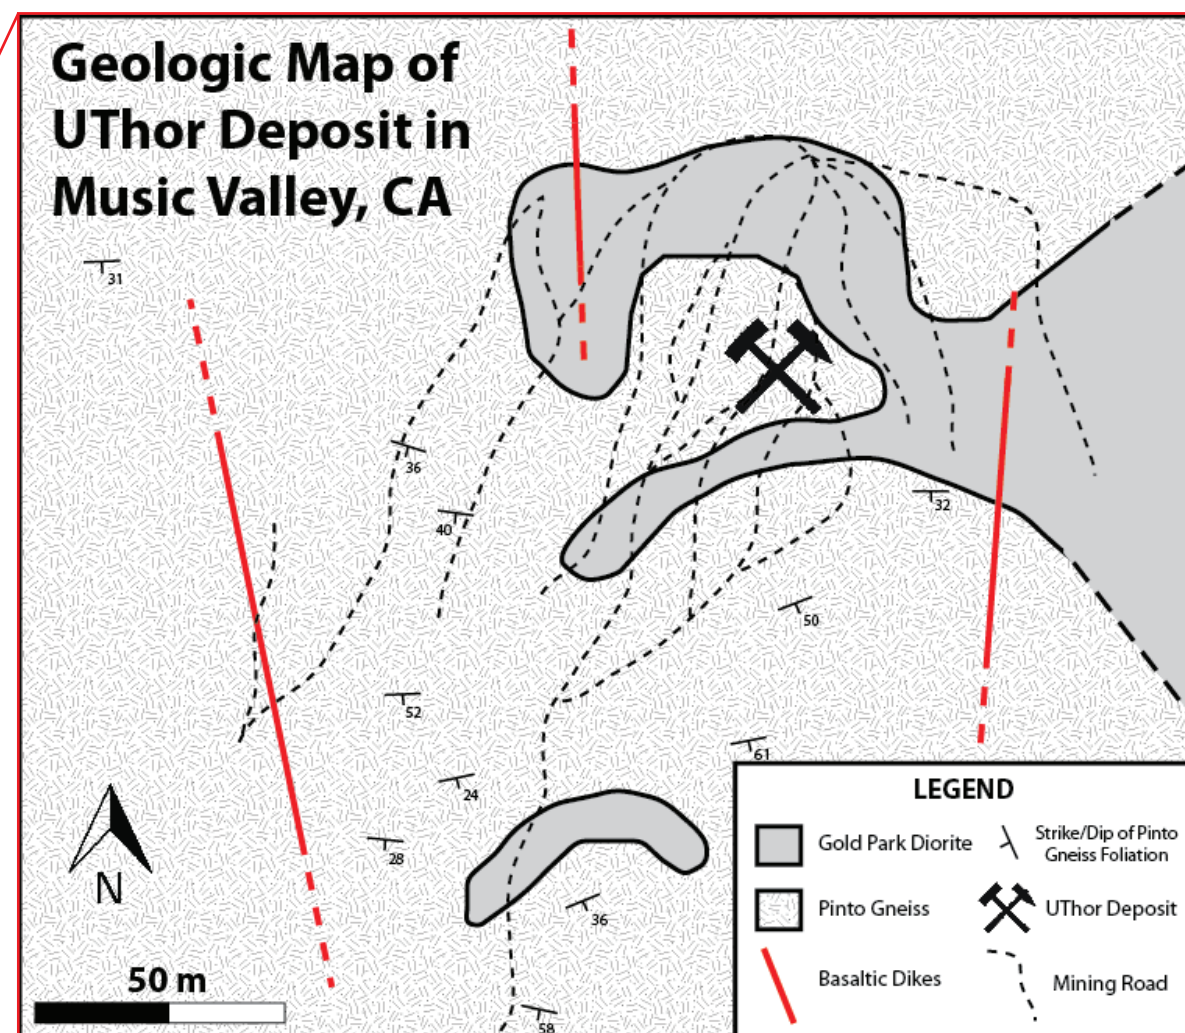 Geologic Map of
UThor Deposit in
Music Valley, CA
31
36
40
32
50
52
61
24
28
36
58
N
50 m
LEGEND
Gold Park Diorite
Strike/Dip of Pinto
Gneiss Foliation
Pinto Gneiss
UThor Deposit
Basaltic Dikes
Mining Road